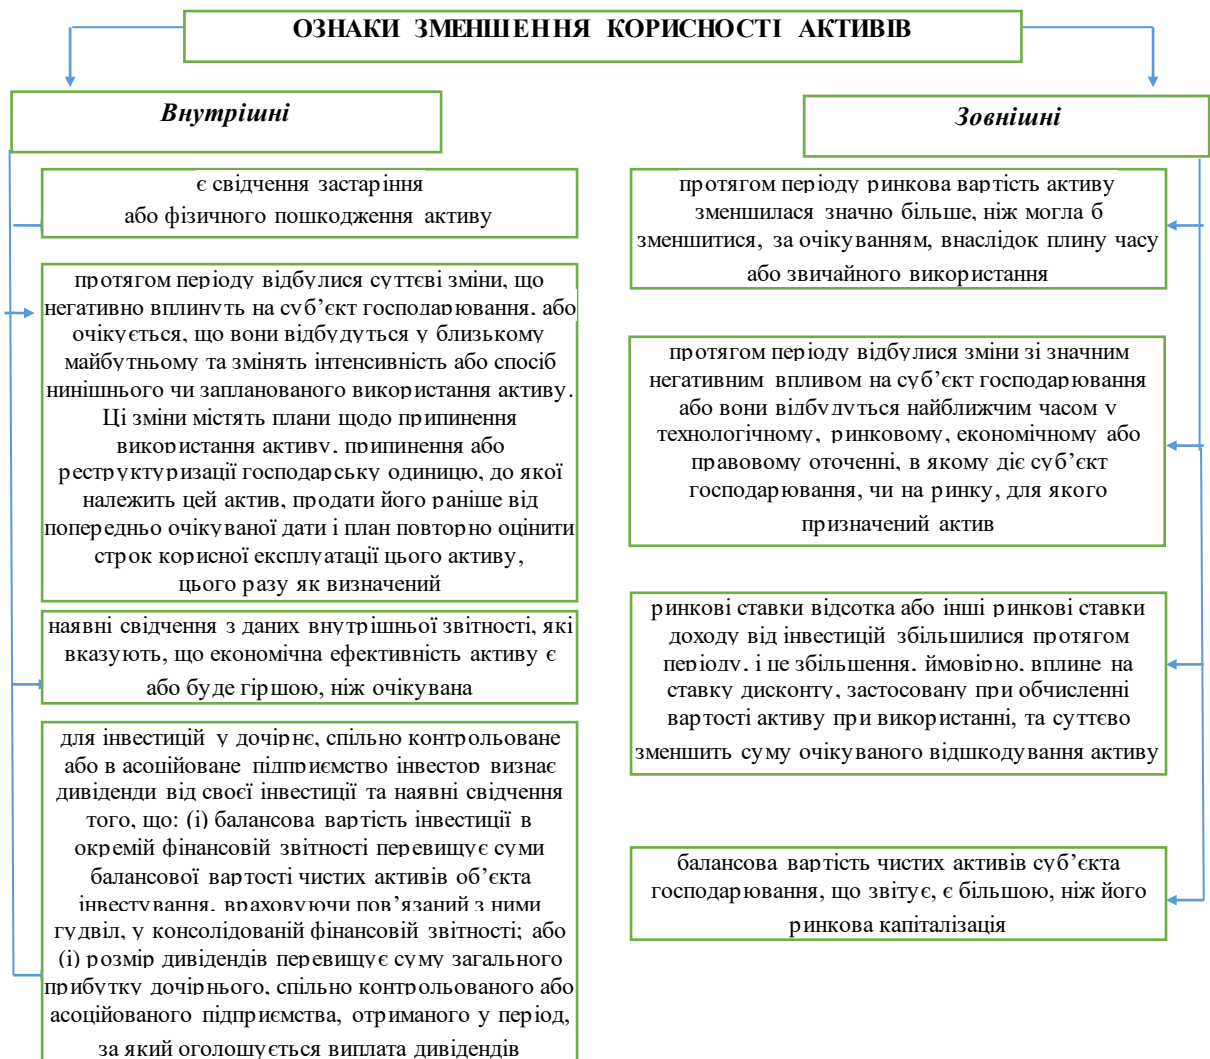 ОЗНАКИ ЗМЕНШЕННЯ КОРИСНОСТІ АКТИВІВ
Внутрішні
є свідчення застаріння
або фізичного пошкодження активу
протягом періоду відбулися суттєві зміни, що
негативно вплинуть на суб’єкт господарювання, або
очікується, що вони відбудуться у близькому
майбутньому та змінять інтенсивність або спосіб
нинішнього чи запланованого використання активу.
Ці зміни містять плани щодо припинення
використання активу, припинення або
реструктуризації господарську одиницю, до якої
належить цей актив, продати його раніше від
попередньо очікуваної дати і план повторно оцінити
строк корисної експлуатації цього активу,
цього разу як визначений
наявні свідчення з даних внутрішньої звітності, які
вказують, що економічна ефективність активу є
або буде гіршою, ніж очікувана
для інвестицій у дочірнє, спільно контрольоване
або в асоційоване підприємство інвестор визнає
дивіденди від своєї інвестиції та наявні свідчення
того, що: (і) балансова вартість інвестиції в
окремій фінансовій звітності перевищує суми
балансової вартості чистих активів об’єкта
інвестування, враховуючи пов’язаний з ними
гудвіл, у консолідованій фінансовій звітності; або
(і) розмір дивідендів перевищує суму загального
прибутку дочірнього, спільно контрольованого або
асоційованого підприємства, отриманого у період,
за який оголошується виплата дивідендів
Зовнішні
протягом періоду ринкова вартість активу
зменшилася значно більше, ніж могла б
зменшитися, за очікуванням, внаслідок плину часу
або звичайного використання
протягом періоду відбулися зміни зі значним
негативним впливом на суб’єкт господарювання
або вони відбудуться найближчим часом у
технологічному, ринковому, економічному або
правовому оточенні, в якому діє суб’єкт
господарювання, чи на ринку, для якого
призначений актив
ринкові ставки відсотка або інші ринкові ставки
доходу від інвестицій збільшилися протягом
періоду, і це збільшення, ймовірно, вплине на
ставку дисконту, застосовану при обчисленні
вартості активу при використанні, та суттєво
зменшить суму очікуваного відшкодування активу
балансова вартість чистих активів суб’єкта
господарювання, що звітує, є більшою, ніж його
ринкова капіталізація